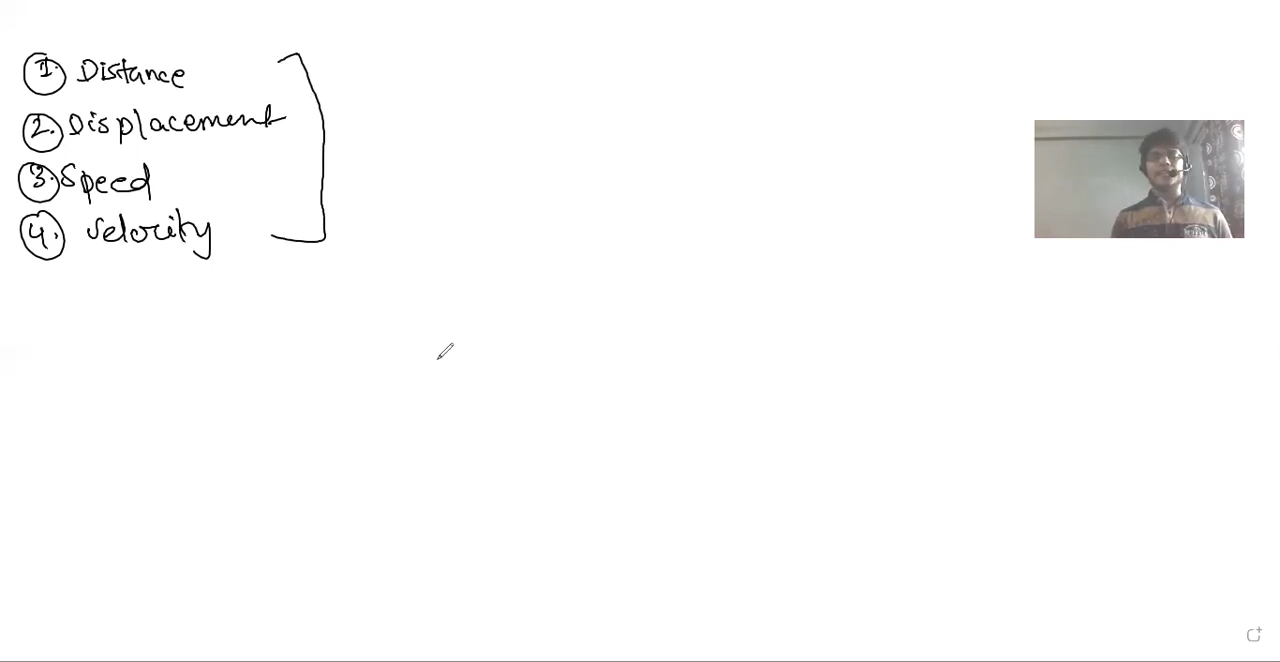 1. Distance
2. Displacement
3. Speed
4. Velocity